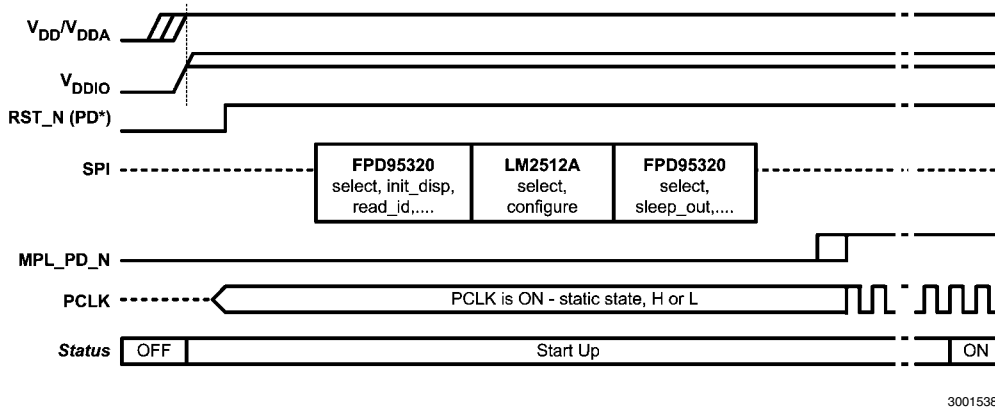 VDD/VDDA
VDDIO
RST_N (PD*)
SPI
FPD95320
select, init_disp,
read_id,....
LM2512A
select,
configure
FPD95320
select,
sleep_out,....
MPL_PD_N
PCLK
PCLK is ON - static state, H or L
Status
OFF
Start Up
ON
3001538